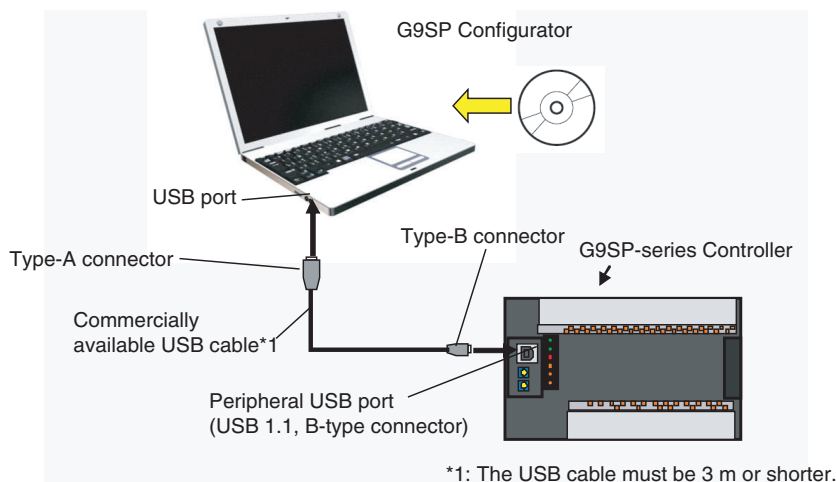 G9SP Configurator
USB port
Type-A connector
Type-B connector
G9SP-series Controller
Commercially
available USB cable*1
Peripheral USB port
(USB 1.1, B-type connector)
*1: The USB cable must be 3 m or shorter.